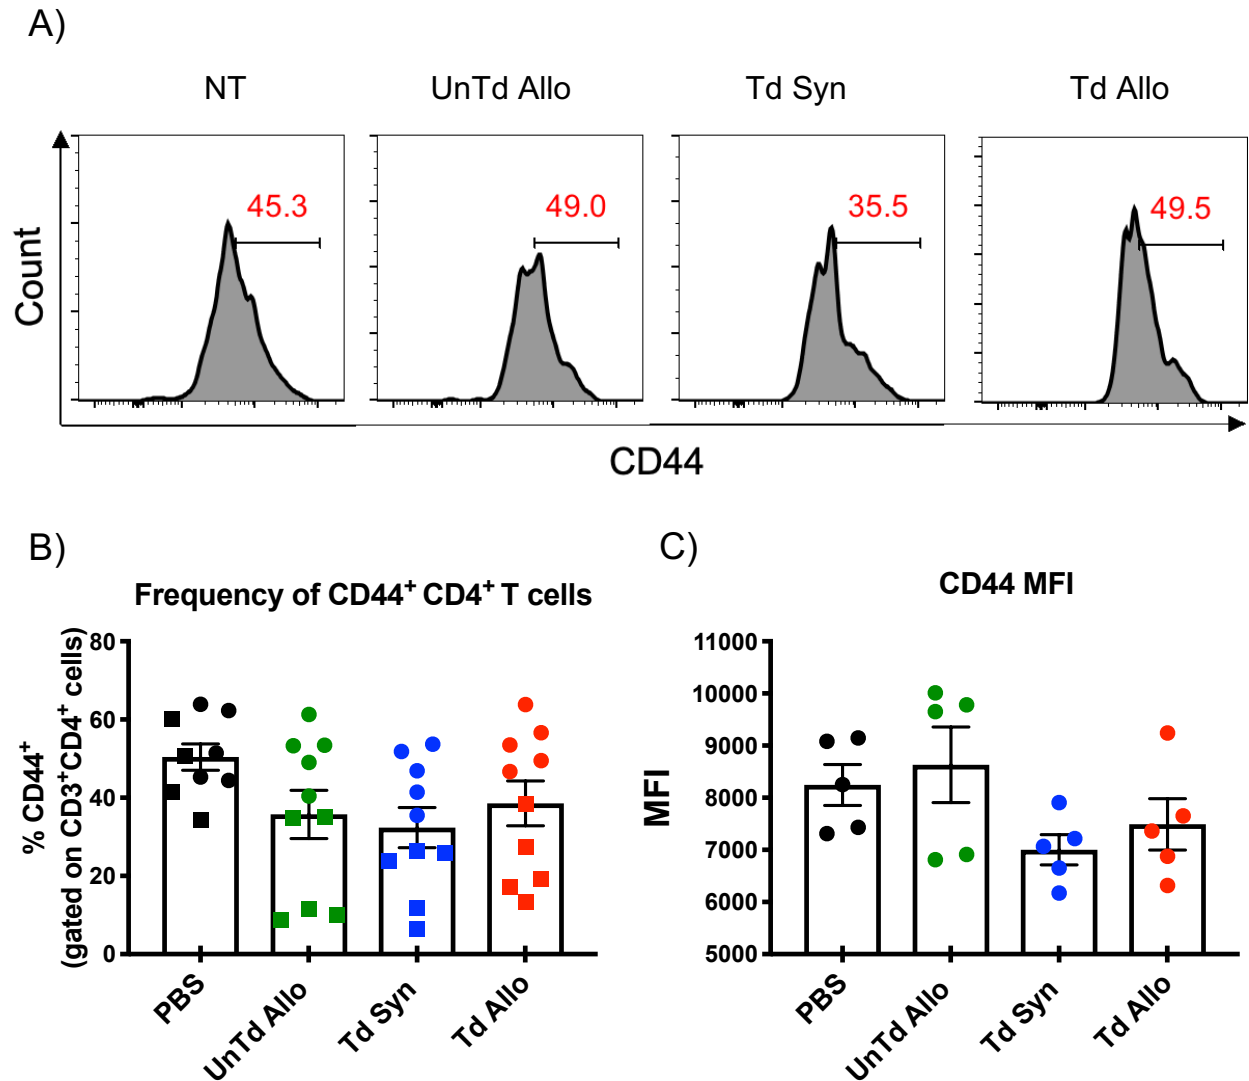 A)
NT
UnTd Allo
Td Syn
Td Allo
45.3
49.0
35.5
49.5
Count
CD44
B)
Frequency of CD44⁺ CD4⁺ T cells
% CD44⁺
(gated on CD3⁺CD4⁺ cells)
80
60
40
20
0
PBS
UnTd Allo
Td Syn
Td Allo
C)
CD44 MFI
MFI
11000
10000
9000
8000
7000
6000
5000
PBS
UnTd Allo
Td Syn
Td Allo